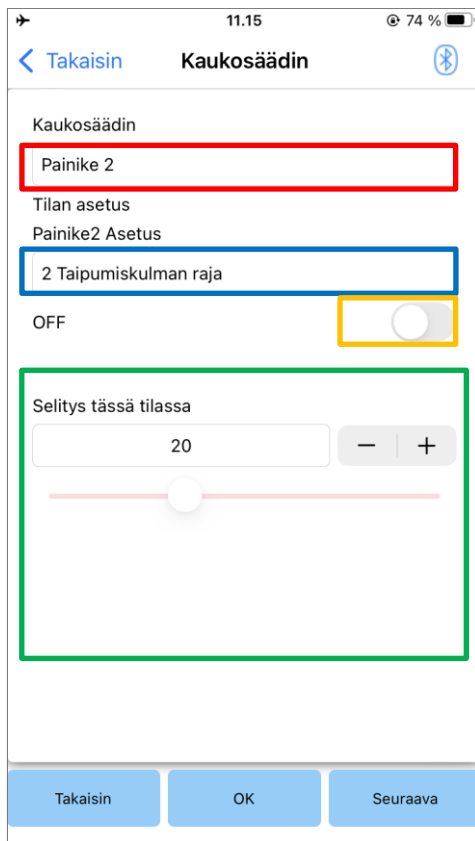 11.15
74 %
Takaisin
Kaukosäädin
Kaukosäädin
Painike 2
Tilan asetus
Painike2 Asetus
2 Taipumiskulman raja
OFF
Selitys tässä tilassa
20
− +
Takaisin
OK
Seuraava